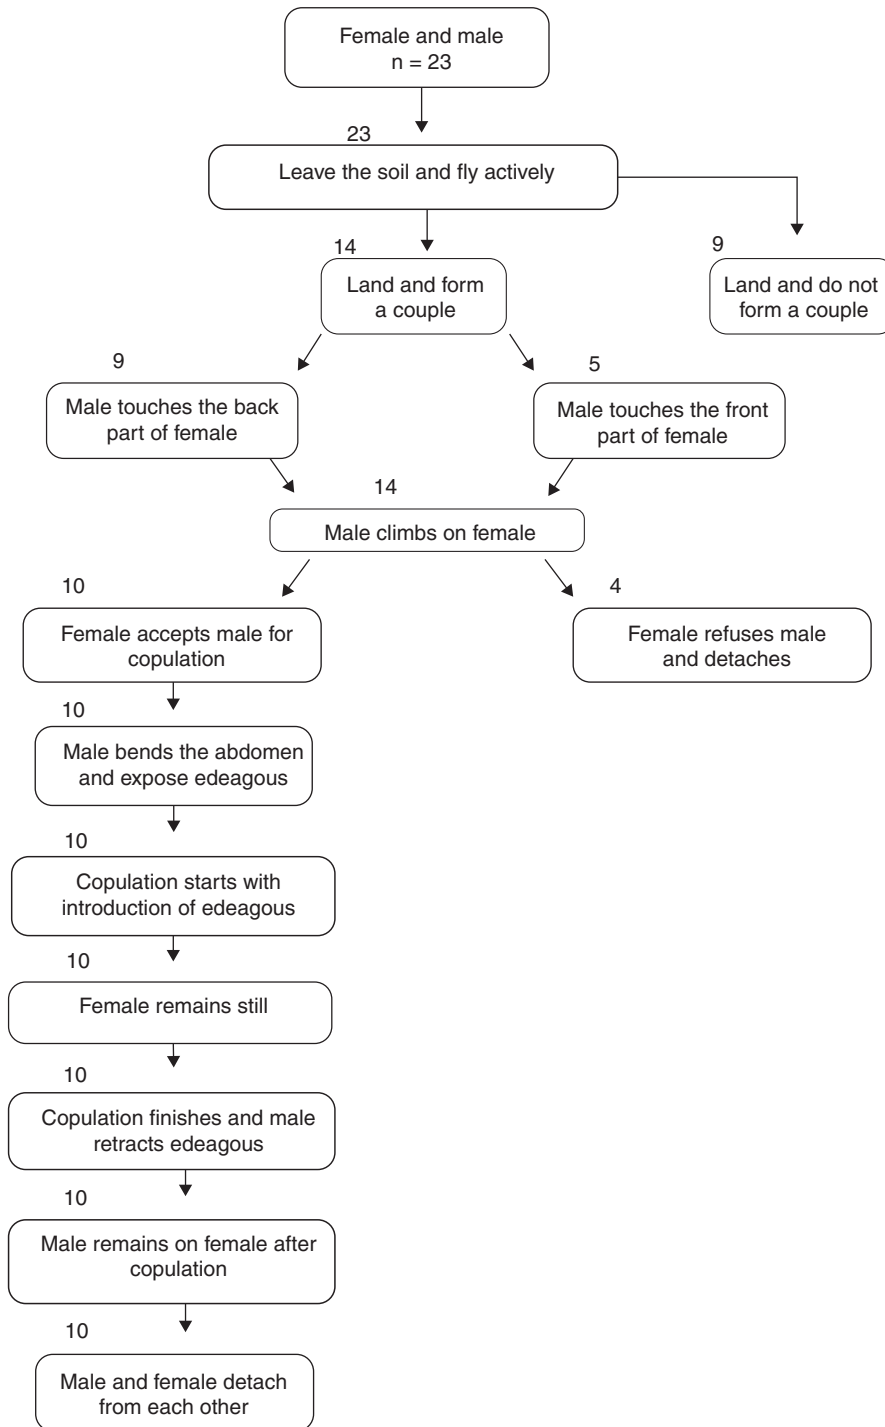 Female and male
n = 23
23
Leave the soil and fly actively
14
9
Land and form
a couple
Land and do not
form a couple
9
5
Male touches the back
part of female
Male touches the front
part of female
14
Male climbs on female
10
4
Female accepts male for
copulation
Female refuses male
and detaches
10
Male bends the abdomen
and expose edeagous
10
Copulation starts with
introduction of edeagous
10
Female remains still
10
Copulation finishes and male
retracts edeagous
10
Male remains on female after
copulation
10
Male and female detach
from each other